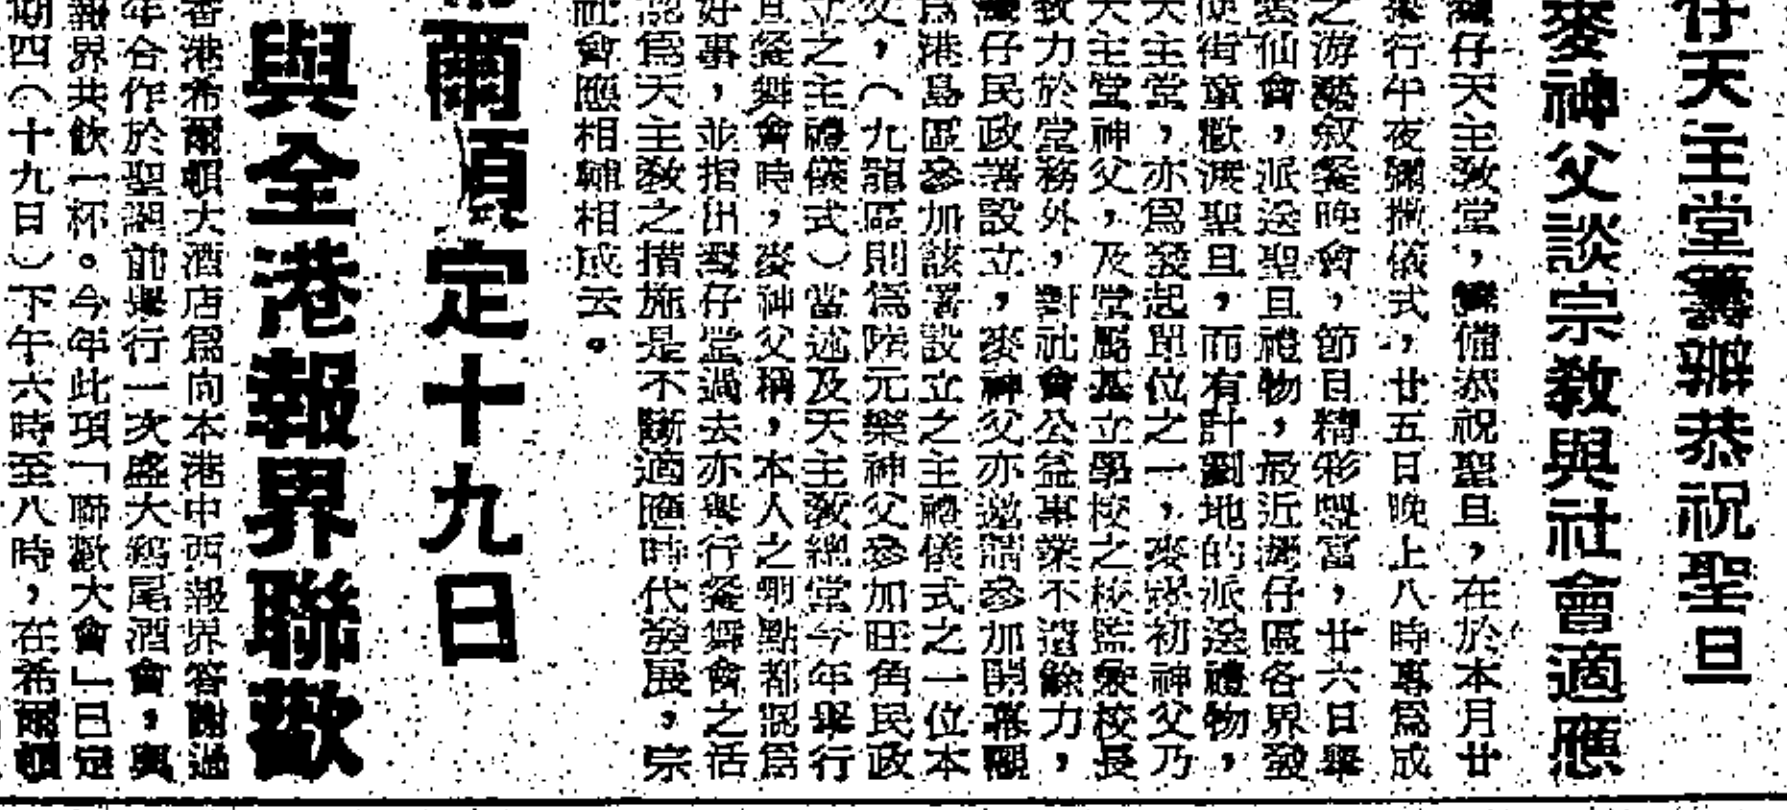 仔天主堂籌辦恭祝聖旦
麥神父談宗教與社會適應
仔天主教堂，籌備恭祝聖旦，在於本月廿
行午夜彌撒儀式，廿五日晚上八時專爲成
之游藝叙餐晚會，節目精彩豐富，廿六日舉
仙會，派送聖旦禮物，最近灣仔區各界發
街童歡渡聖旦，而有計劃地的派送禮物，
天主堂，亦爲發起單位之一，麥 初神父乃
天主堂神父，及堂屬基立學校之校監兼校長
致力於堂務外，對社會公益事業不遺餘力，
灣仔民政署設立，麥神父亦邀請參加開幕禮
爲港島區參加該署設立之主禮儀式之一位本
父，（九龍區則爲陸元樂神父參加旺角民政
立之主禮儀式）當述及天主教總堂今年舉行
餐舞會時，麥神父稱，本人之觀點都認爲
好事，並指出灣仔堂過去亦舉行餐舞會之活
認爲天主教之措施是不斷適應時代發展，宗
社會應相輔相成云。
爾頓定十九日
與全港報界聯歡
香港希爾頓大酒店爲向本港中西報界答謝過
年合作於聖誕前舉行一次盛大鷄尾酒會，與
報界共飲一杯。今年此項「聯歡大會」已定
期四（十九日）下午六時至八時，在希爾頓